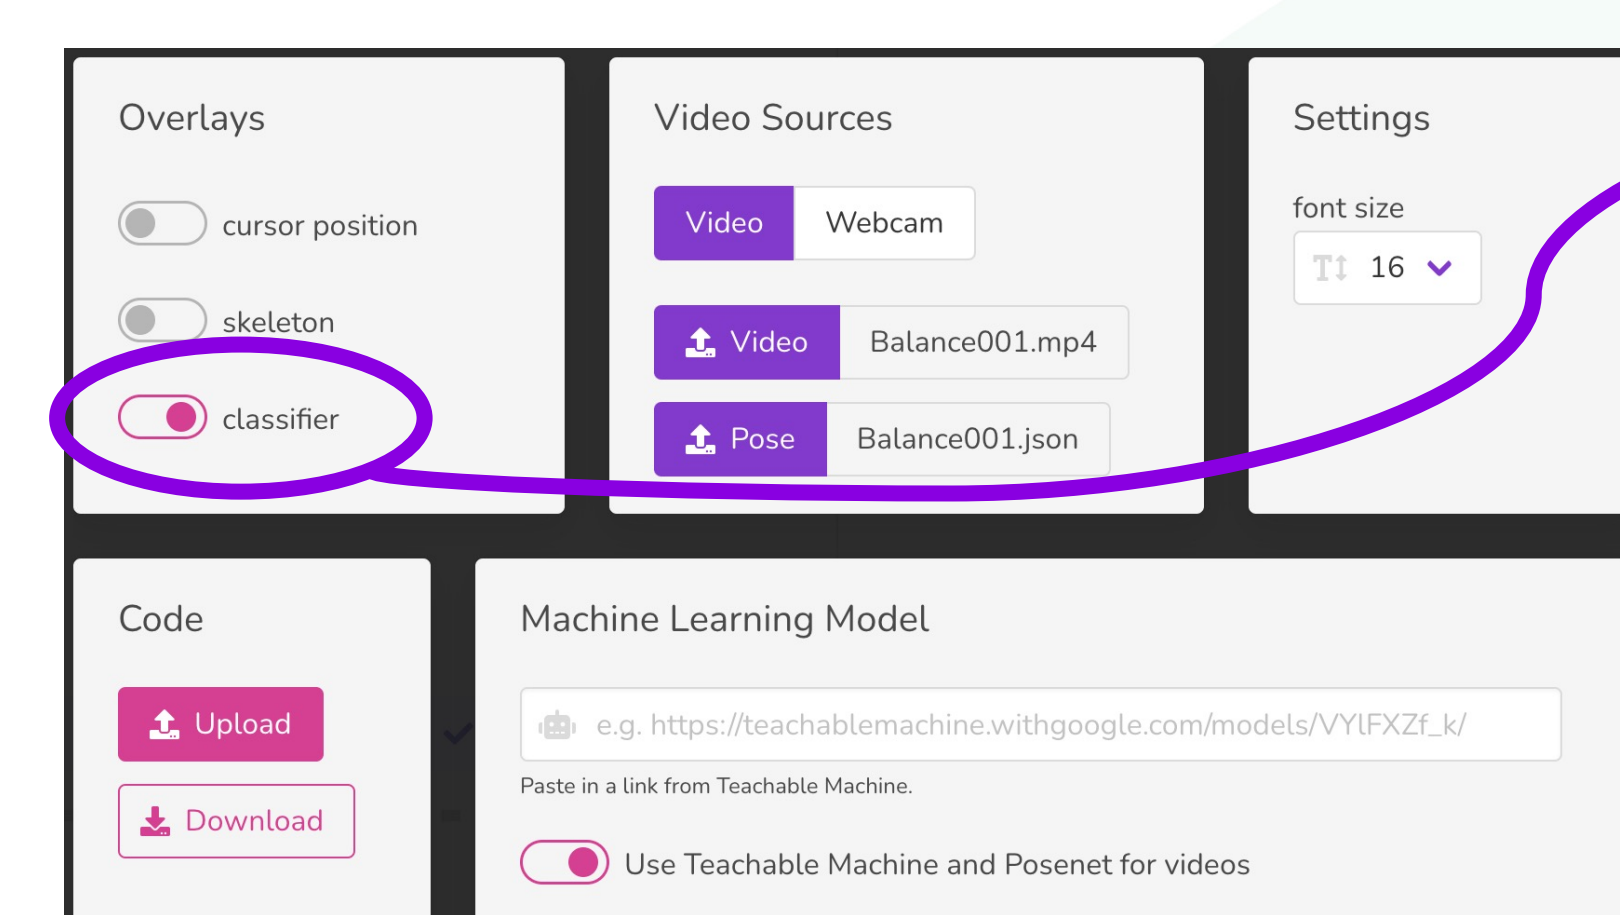 Overlays
cursor position
skeleton
classifier
Video Sources
Video Webcam
Video Balance001.mp4
Pose Balance001.json
Settings
font size
16
Code
Upload
Download
Machine Learning Model
e.g. https://teachablemachine.withgoogle.com/models/VYlFXZf_k/
Paste in a link from Teachable Machine.
Use Teachable Machine and Posenet for videos